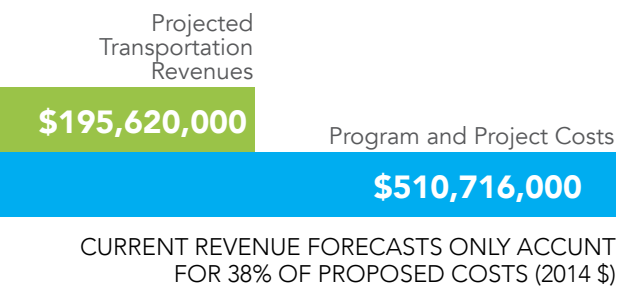 Projected
Transportation
Revenues
$195,620,000
Program and Project Costs
$510,716,000
CURRENT REVENUE FORECASTS ONLY ACCUNT
FOR 38% OF PROPOSED COSTS (2014 $)